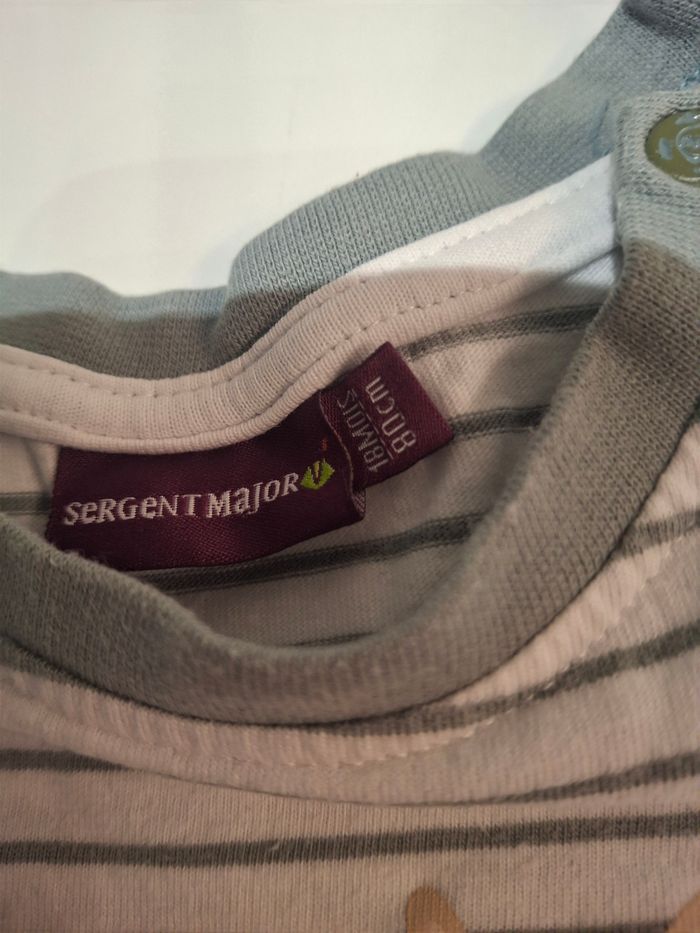 SeRGeNT MaJOR
18MOIS
80cm